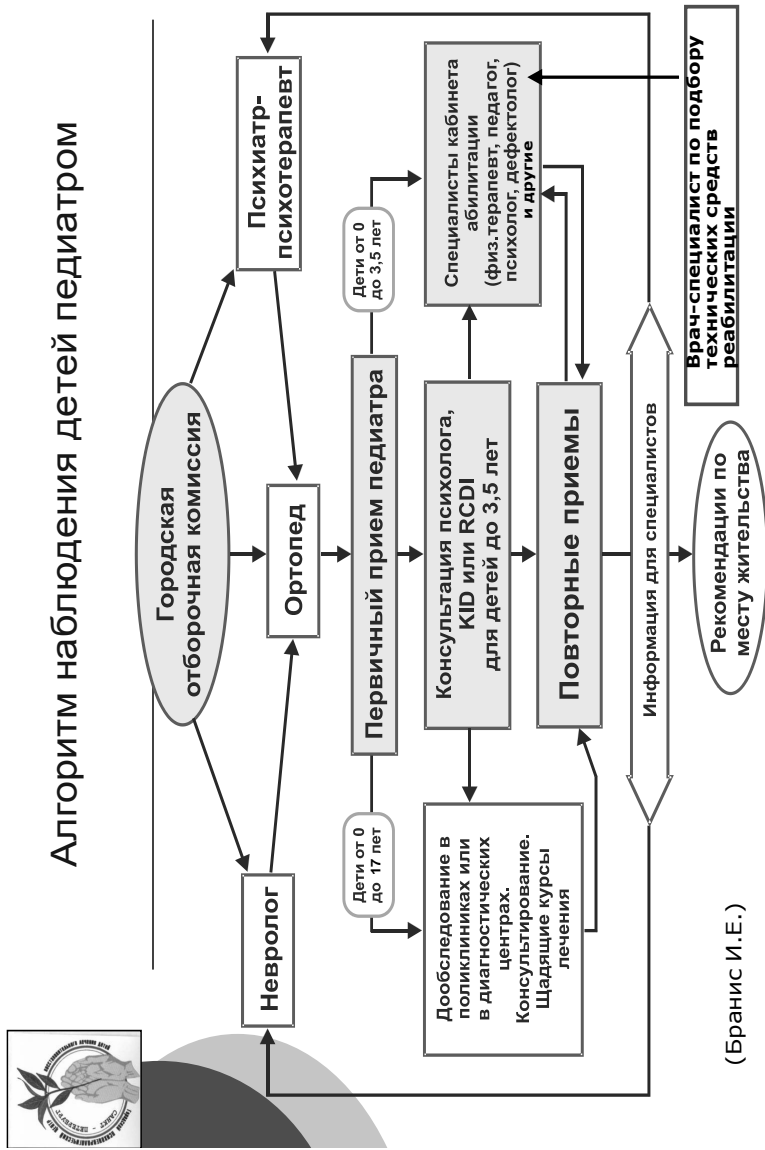 Алгоритм наблюдения детей педиатром
Городская
отборочная комиссия
Невролог
Психиатр-
психотерапевт
Ортопед
Дети от 0
до 17 лет
Первичный прием педиатра
Дети от 0
до 3,5 лет
Дообследование в
поликлиниках или
в диагностических
центрах.
Консультирование.
Щадящие курсы
лечения
Консультация психолога,
KID или RCDI
для детей до 3,5 лет
Специалисты кабинета
абилитации
(физ.терапевт, педагог,
психолог, дефектолог)
и другие
Повторные приемы
Информация для специалистов
Врач-специалист по подбору
технических средств
реабилитации
Рекомендации по
месту жительства
(Бранис И.Е.)
САНКТ - ПЕТЕРБУРГ